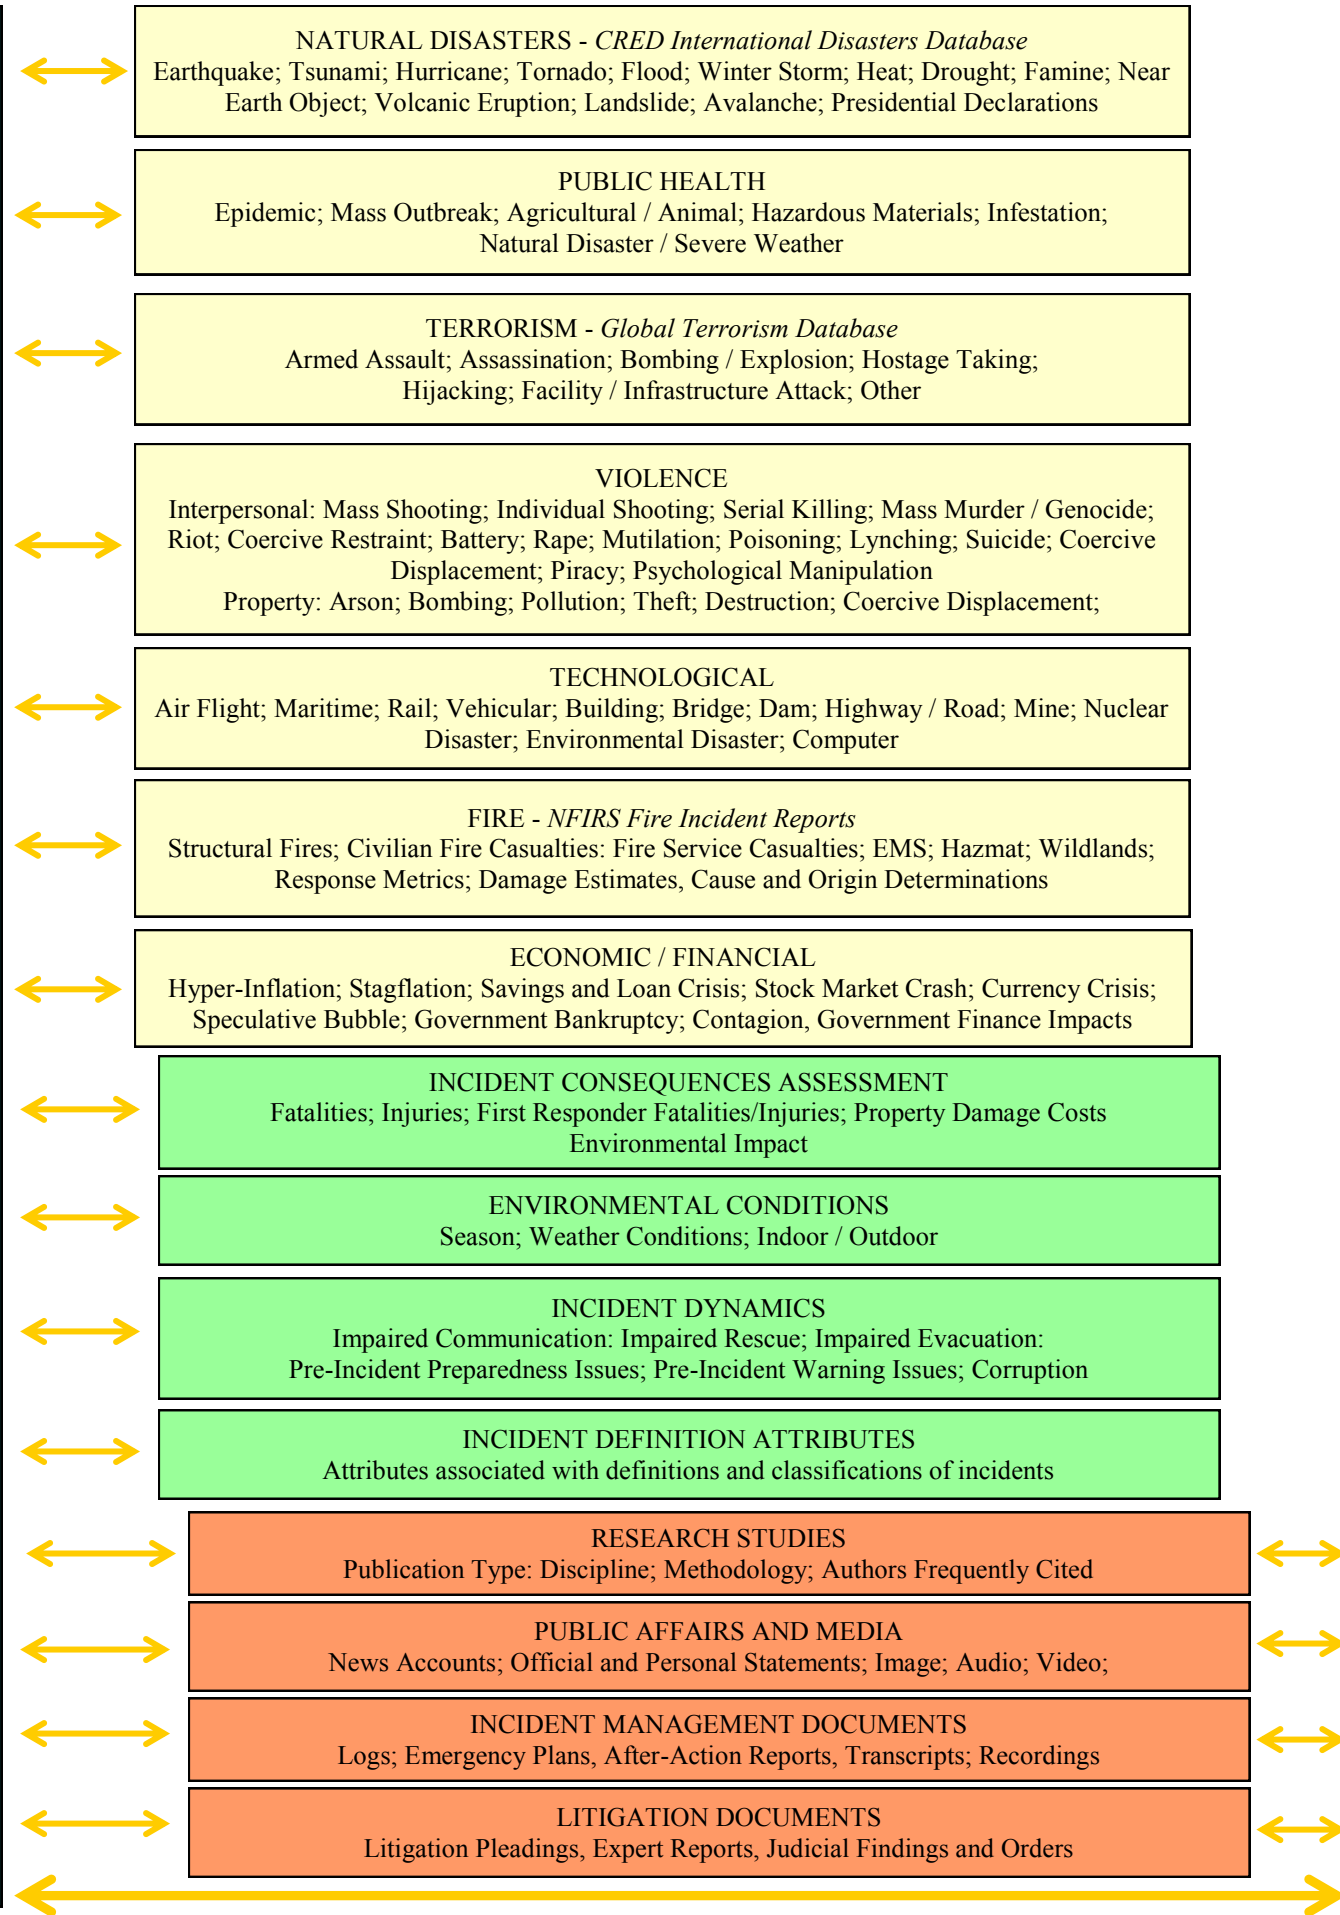 NATURAL DISASTERS - CRED International Disasters Database
Earthquake; Tsunami; Hurricane; Tornado; Flood; Winter Storm; Heat; Drought; Famine; Near
Earth Object; Volcanic Eruption; Landslide; Avalanche; Presidential Declarations
PUBLIC HEALTH
Epidemic; Mass Outbreak; Agricultural / Animal; Hazardous Materials; Infestation;
Natural Disaster / Severe Weather
TERRORISM - Global Terrorism Database
Armed Assault; Assassination; Bombing / Explosion; Hostage Taking;
Hijacking; Facility / Infrastructure Attack; Other
VIOLENCE
Interpersonal: Mass Shooting; Individual Shooting; Serial Killing; Mass Murder / Genocide;
Riot; Coercive Restraint; Battery; Rape; Mutilation; Poisoning; Lynching; Suicide; Coercive
Displacement; Piracy; Psychological Manipulation
Property: Arson; Bombing; Pollution; Theft; Destruction; Coercive Displacement;
TECHNOLOGICAL
Air Flight; Maritime; Rail; Vehicular; Building; Bridge; Dam; Highway / Road; Mine; Nuclear
Disaster; Environmental Disaster; Computer
FIRE - NFIRS Fire Incident Reports
Structural Fires; Civilian Fire Casualties: Fire Service Casualties; EMS; Hazmat; Wildlands;
Response Metrics; Damage Estimates, Cause and Origin Determinations
ECONOMIC / FINANCIAL
Hyper-Inflation; Stagflation; Savings and Loan Crisis; Stock Market Crash; Currency Crisis;
Speculative Bubble; Government Bankruptcy; Contagion, Government Finance Impacts
INCIDENT CONSEQUENCES ASSESSMENT
Fatalities; Injuries; First Responder Fatalities/Injuries; Property Damage Costs
Environmental Impact
ENVIRONMENTAL CONDITIONS
Season; Weather Conditions; Indoor / Outdoor
INCIDENT DYNAMICS
Impaired Communication: Impaired Rescue; Impaired Evacuation:
Pre-Incident Preparedness Issues; Pre-Incident Warning Issues; Corruption
INCIDENT DEFINITION ATTRIBUTES
Attributes associated with definitions and classifications of incidents
RESEARCH STUDIES
Publication Type: Discipline; Methodology; Authors Frequently Cited
PUBLIC AFFAIRS AND MEDIA
News Accounts; Official and Personal Statements; Image; Audio; Video;
INCIDENT MANAGEMENT DOCUMENTS
Logs; Emergency Plans, After-Action Reports, Transcripts; Recordings
LITIGATION DOCUMENTS
Litigation Pleadings, Expert Reports, Judicial Findings and Orders